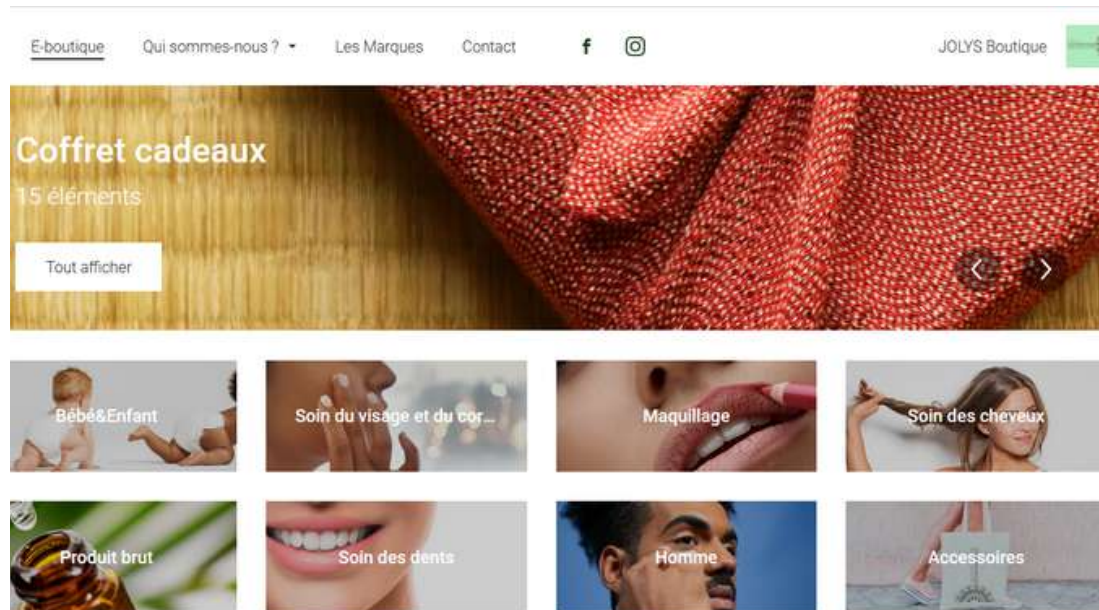 E-boutique Qui sommes-nous ? Les Marques Contact f JOLYS Boutique
Coffret cadeaux
15 éléments
Tout afficher
Bébé&Enfant Soin du visage et du cor... Maquillage Soin des cheveux
Produit brut Soin des dents Homme Accessoires